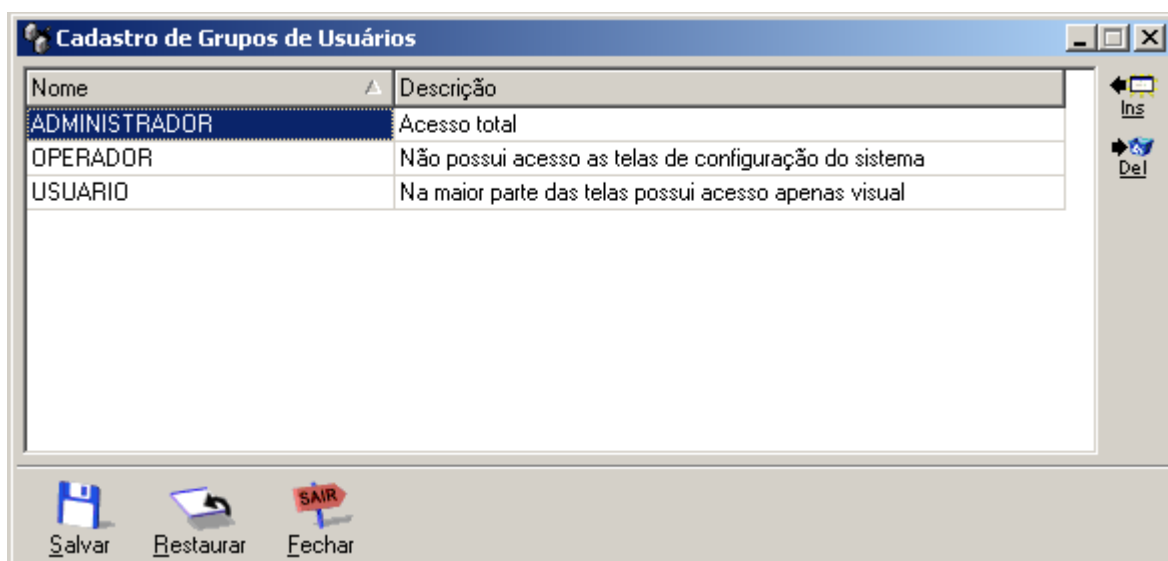 Cadastro de Grupos de Usuários
Nome Descrição
Ins
ADMINISTRADOR Acesso total
OPERADOR Não possui acesso as telas de configuração do sistema
Del
USUARIO Na maior parte das telas possui acesso apenas visual
SAIR
Salvar Restaurar Fechar